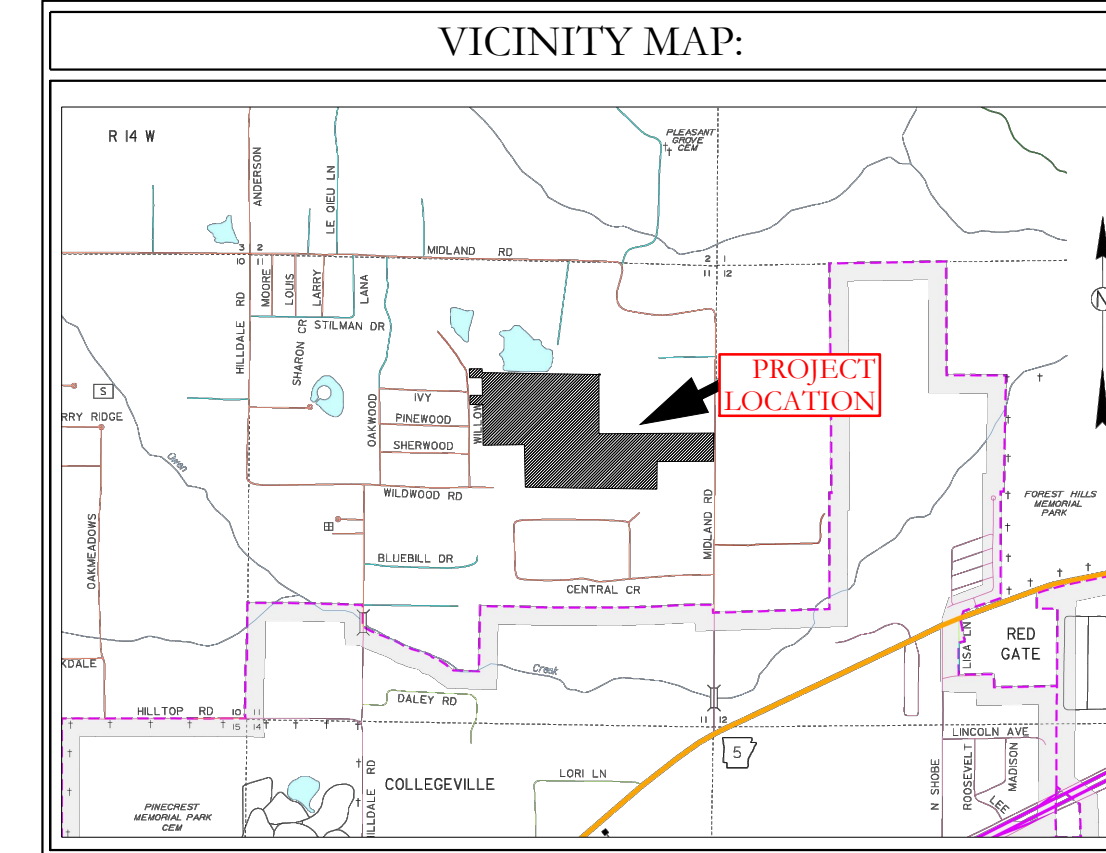 VICINITY MAP:
R 14 W
PLEASANT
GROVE
CEM
ANDERSON
LE QIEU LN
3 2
10 11
MIDLAND RD
2 1
11 12
HILLDALE RD
MOORE
LOUIS
LARRY
LANA
STILMAN DR
SHARON CR
N
S
RRY RIDGE
OAKWOOD
IVY
PINEWOOD
SHERWOOD
WILLOW
PROJECT
LOCATION
Owen
WILDWOOD RD
MIDLAND RD
FOREST HILLS
MEMORIAL
PARK
OAKMEADOWS
BLUEBILL DR
CENTRAL CR
LISA LN
RED
GATE
KDALE
Creek
DALEY RD
HILLTOP RD
10 11
15 14
11 12
5
LINCOLN AVE
HILLDALE RD
COLLEGEVILLE
LORI LN
N SHOBE
ROOSEVELT
MADISON
LEE
PINECREST
MEMORIAL PARK
CEM